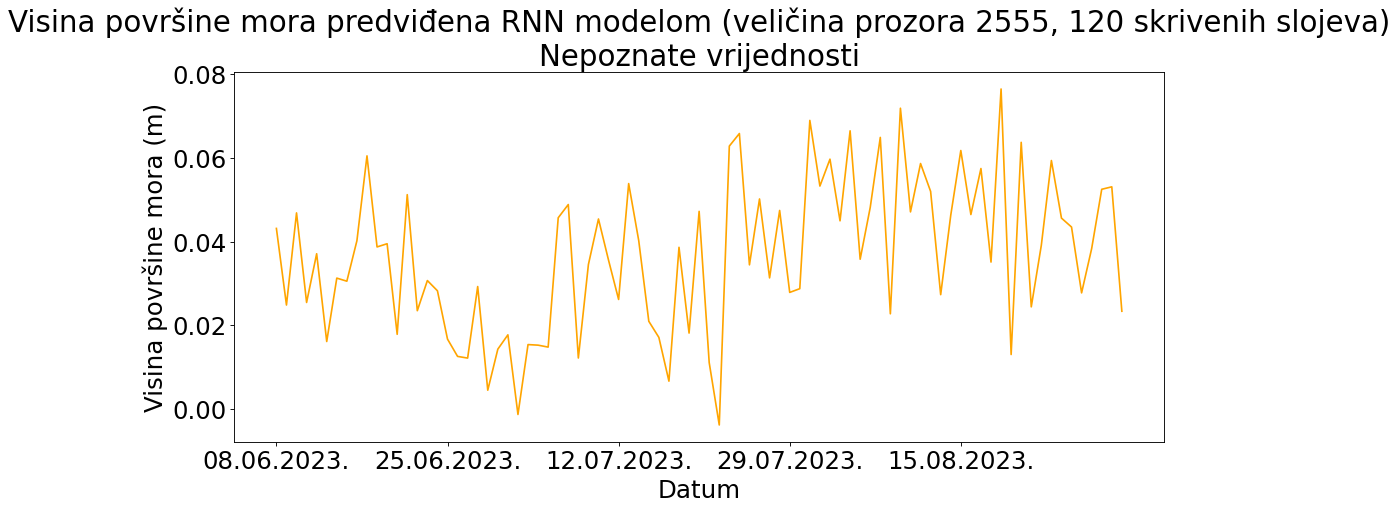 Visina površine mora predviđena RNN modelom (veličina prozora 2555, 120 skrivenih slojeva)
Nepoznate vrijednosti
0.08
0.06
0.04
0.02
0.00
Visina površine mora (m)
08.06.2023. 25.06.2023. 12.07.2023. 29.07.2023. 15.08.2023.
Datum